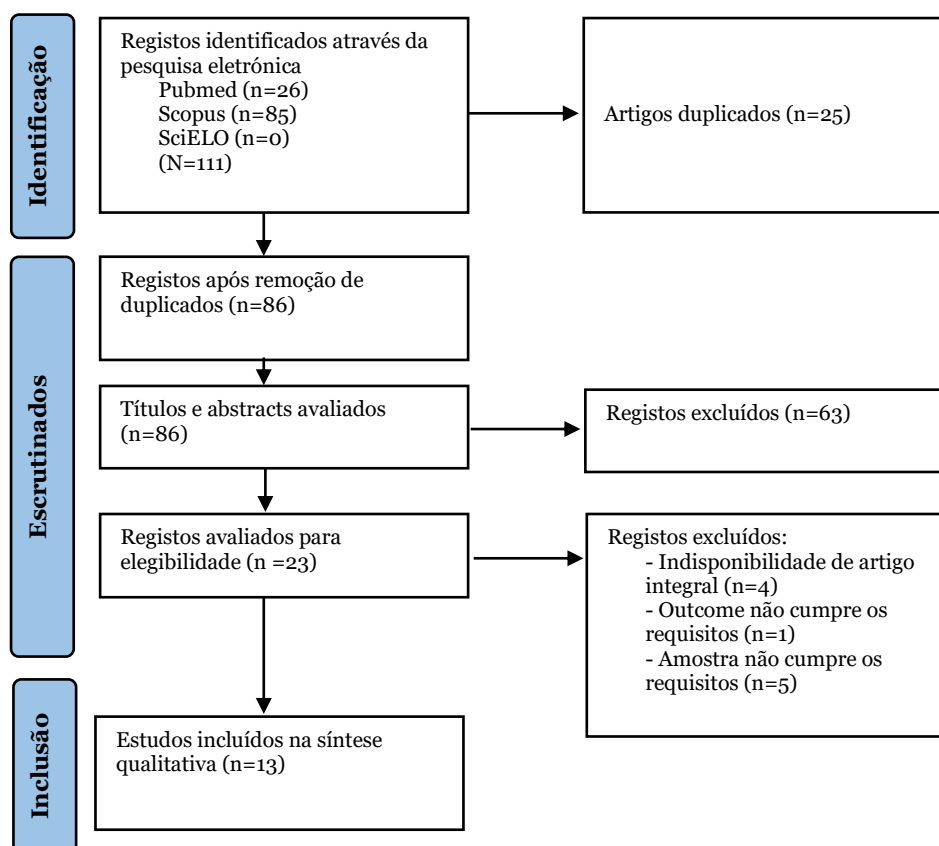 Identificação
Registos identificados através da
pesquisa eletrónica
Pubmed (n=26)
Scopus (n=85)
SciELO (n=0)
(N=111)
Artigos duplicados (n=25)
Escrutinados
Registos após remoção de
duplicados (n=86)
Títulos e abstracts avaliados
(n=86)
Registos excluídos (n=63)
Registos avaliados para
elegibilidade (n =23)
Registos excluídos:
- Indisponibilidade de artigo
integral (n=4)
- Outcome não cumpre os
requisitos (n=1)
- Amostra não cumpre os
requisitos (n=5)
Inclusão
Estudos incluídos na síntese
qualitativa (n=13)